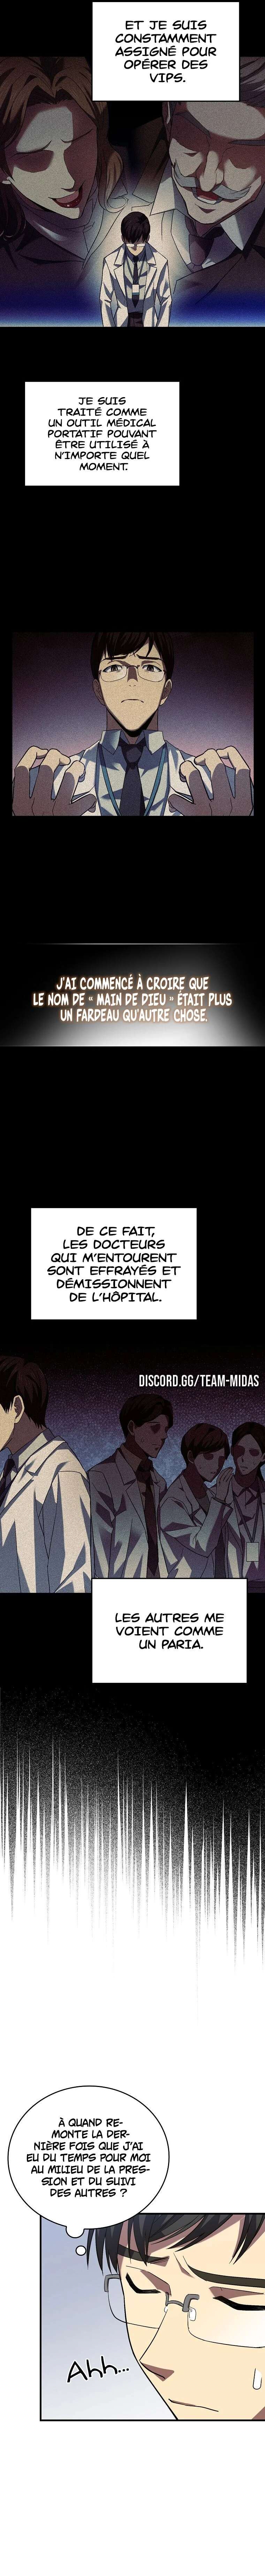 ET JE SUIS
CONSTAMMENT
ASSIGNÉ POUR
OPÉRER DES
VIPS.
JE SUIS
TRAITÉ COMME
UN OUTIL MÉDICAL
PORTATIF POUVANT
ÊTRE UTILISÉ À
N'IMPORTE QUEL
MOMENT.
J'AI COMMENCÉ À CROIRE QUE
LE NOM DE « MAIN DE DIEU » ÉTAIT PLUS
UN FARDEAU QU'AUTRE CHOSE.
DE CE FAIT,
LES DOCTEURS
QUI M'ENTOURENT
SONT EFFRAYÉS ET
DÉMISSIONNENT
DE L'HÔPITAL.
DISCORD.GG/TEAM-MIDAS
LES AUTRES ME
VOIENT COMME
UN PARIA.
À QUAND RE-
MONTE LA DER-
NIÈRE FOIS QUE J'AI
EU DU TEMPS POUR MOI
AU MILIEU DE LA PRES-
SION ET DU SUIVI
DES AUTRES ?
Ahh...